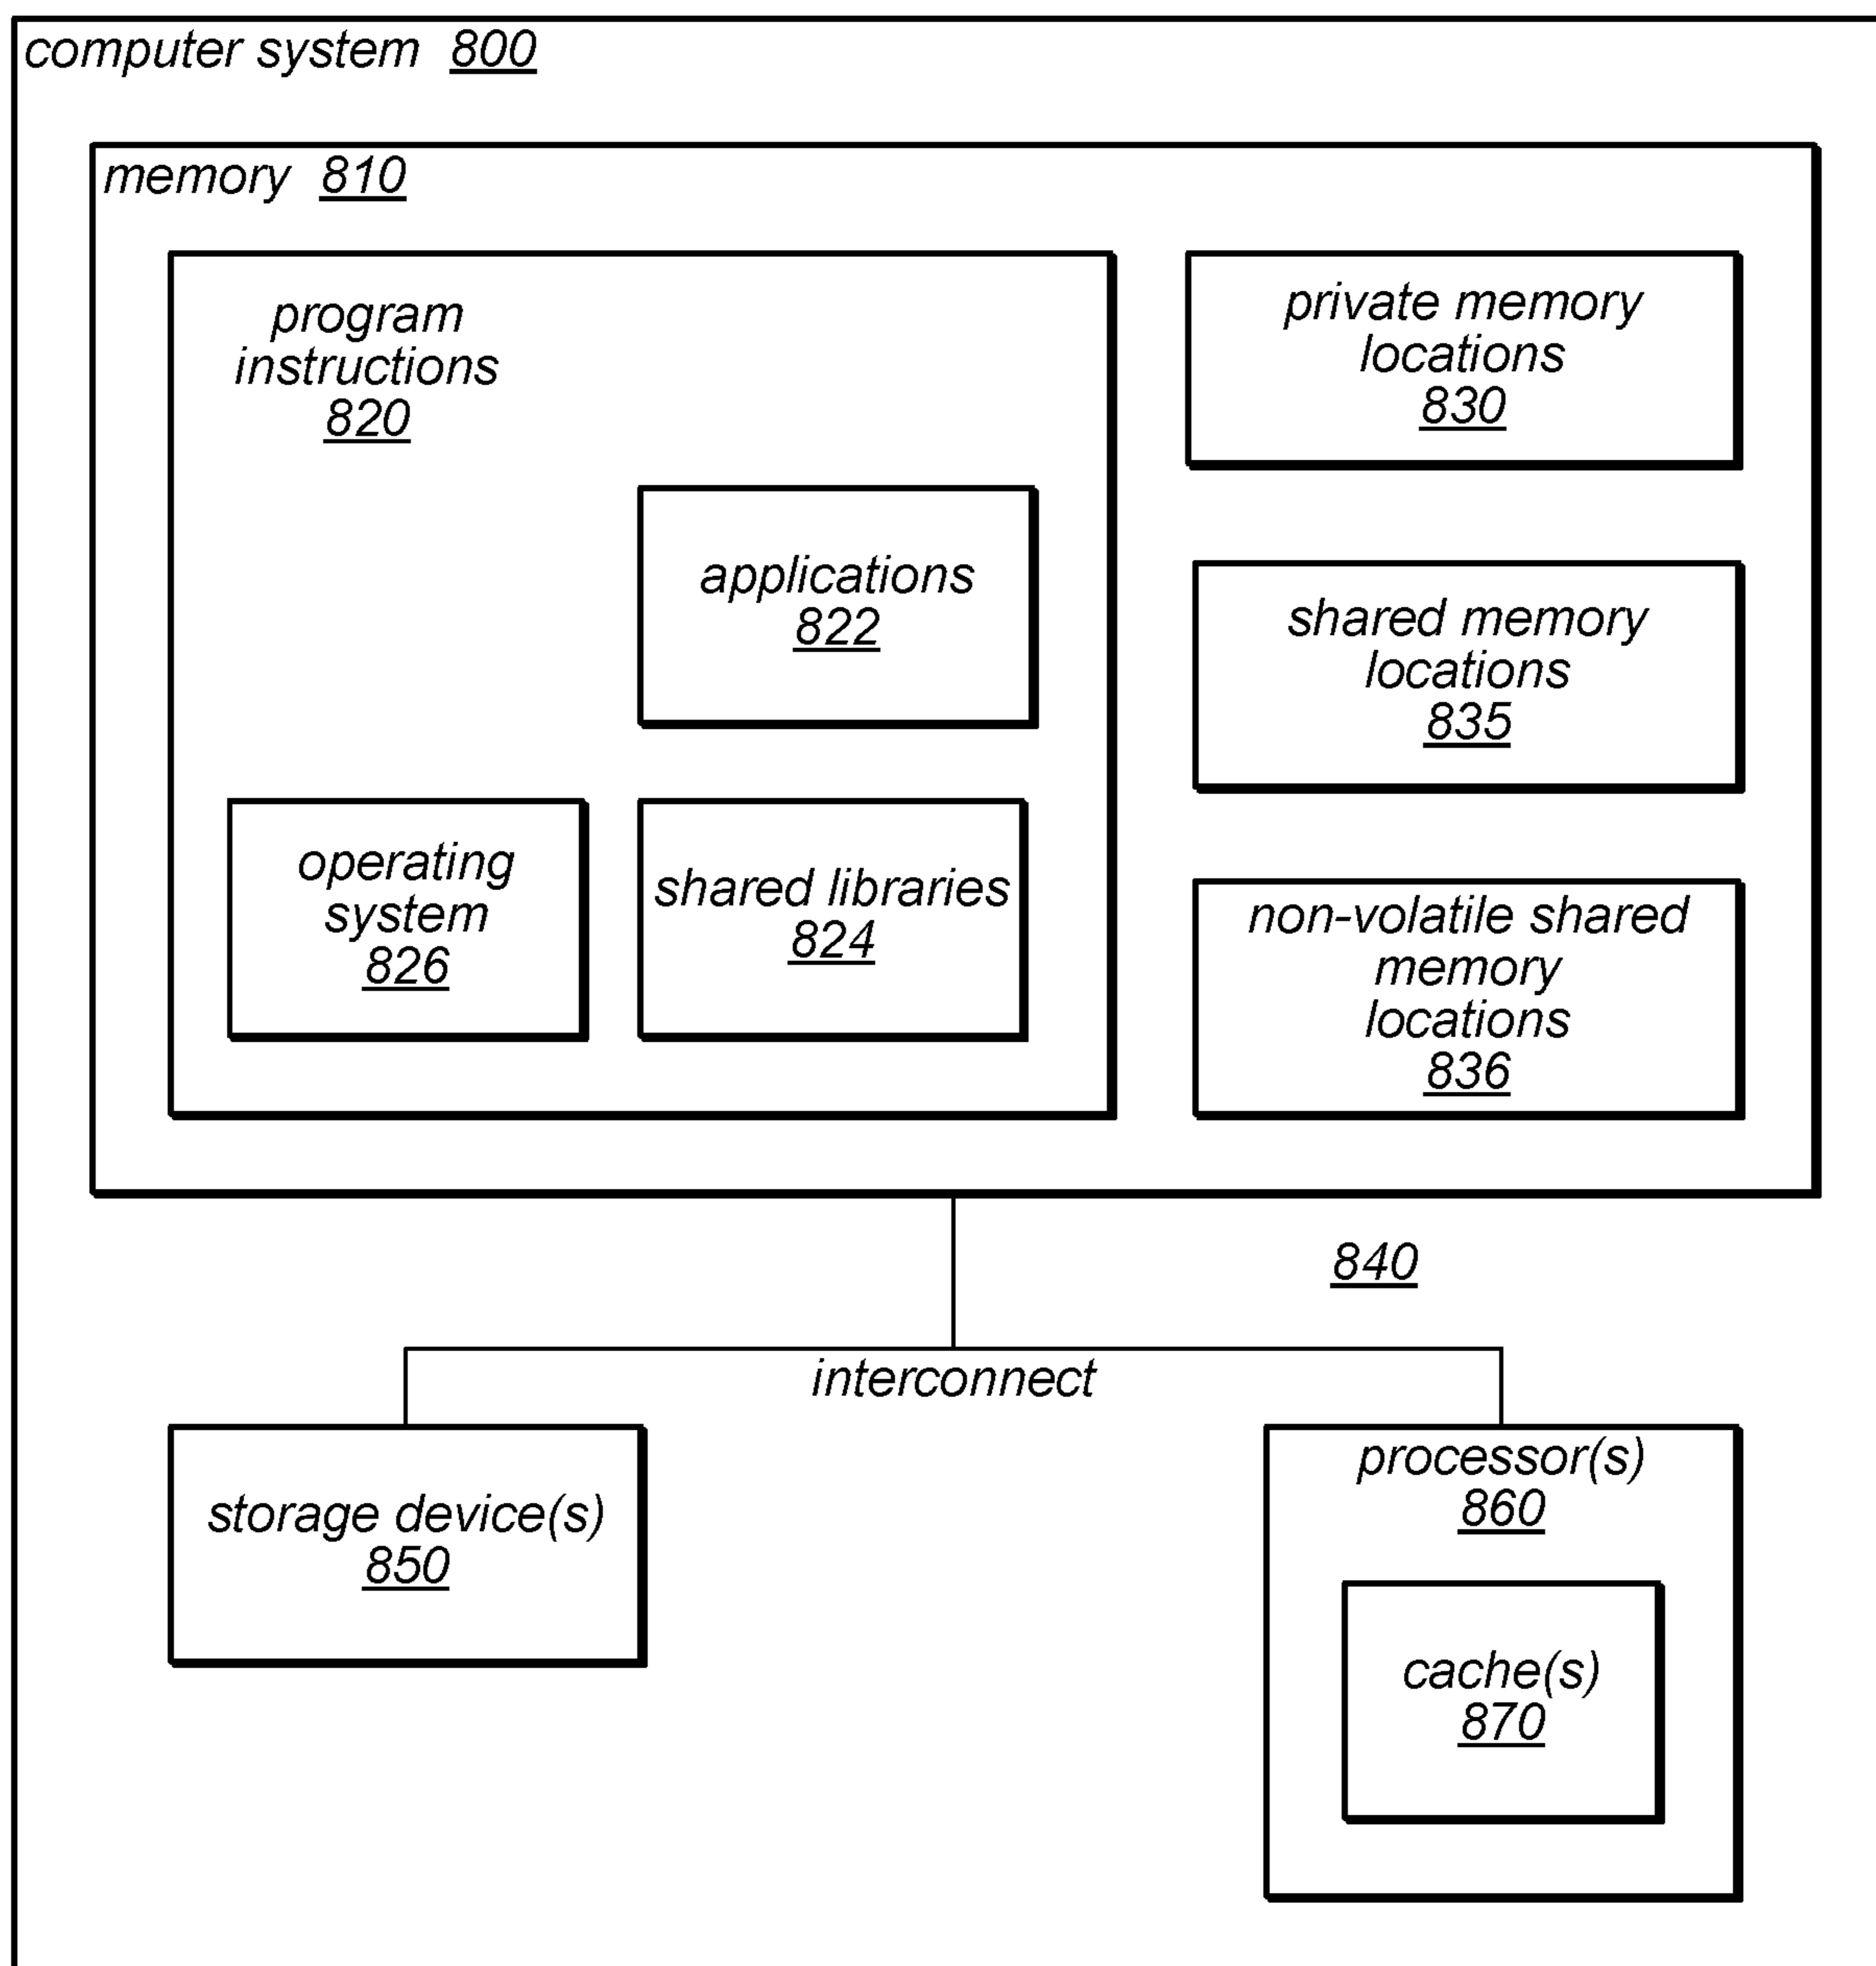 computer system 800
memory 810
program
instructions
820
applications
822
operating
system
826
shared libraries
824
private memory
locations
830
shared memory
locations
835
non-volatile shared
memory
locations
836
840
interconnect
storage device(s)
850
processor(s)
860
cache(s)
870